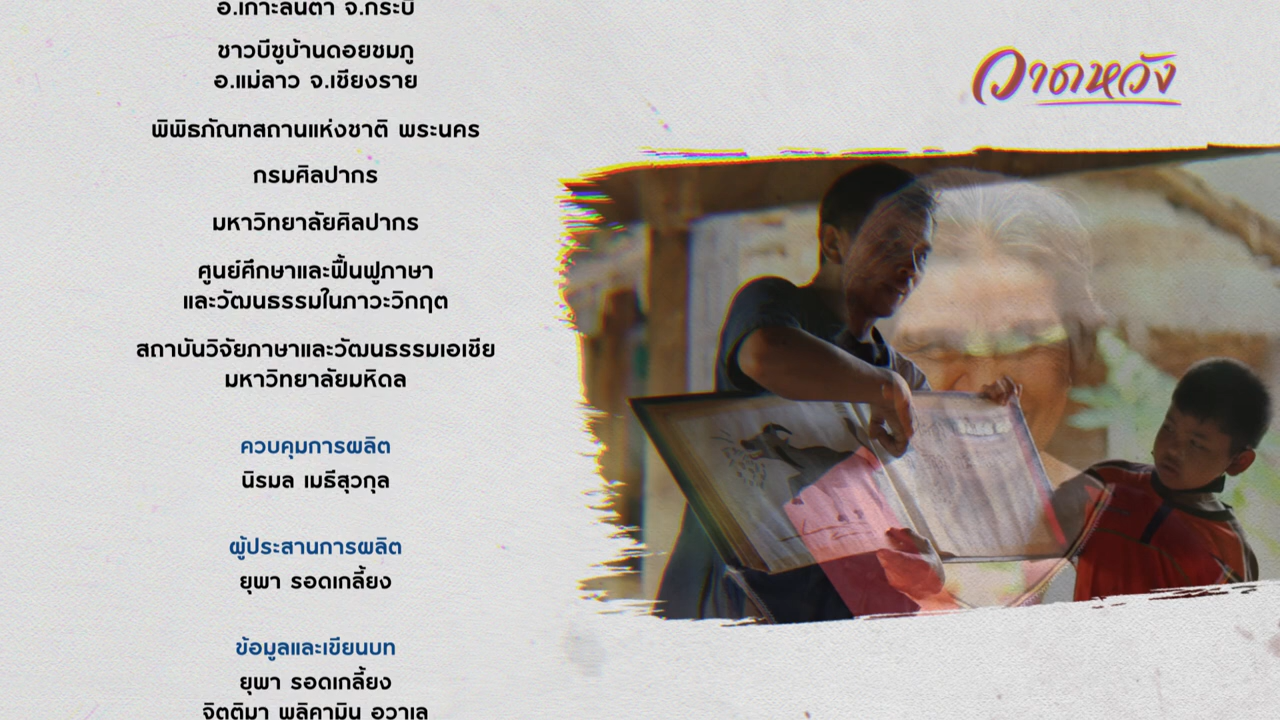 อ.เกาะลันตา จ.กระบี่
ชาวบีซูบ้านดอยชมภู
อ.แม่ลาว จ.เชียงราย
พิพิธภัณฑสถานแห่งชาติ พระนคร
กรมศิลปากร
มหาวิทยาลัยศิลปากร
ศูนย์ศึกษาและฟื้นฟูภาษา
และวัฒนธรรมในภาวะวิกฤต
สถาบันวิจัยภาษาและวัฒนธรรมเอเชีย
มหาวิทยาลัยมหิดล
ควบคุมการผลิต
นิรมล เมธีสุวกุล
ผู้ประสานการผลิต
ยุพา รอดเกลี้ยง
ข้อมูลและเขียนบท
ยุพา รอดเกลี้ยง
จิตติมา พลิคามิน อวาเล
วาดหวัง